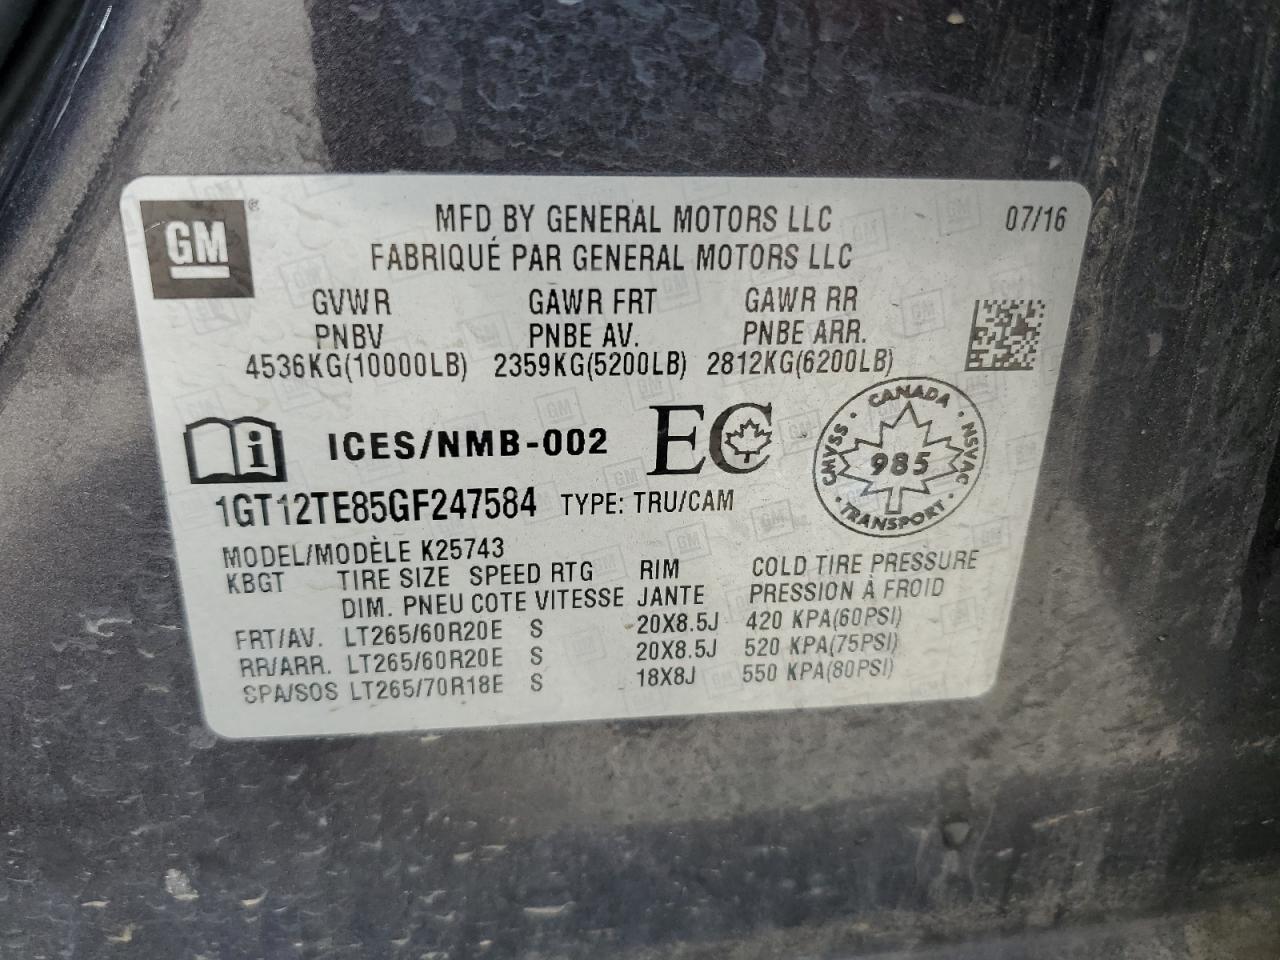 GM ®
MFD BY GENERAL MOTORS LLC 07/16
FABRIQUÉ PAR GENERAL MOTORS LLC
GVWR GAWR FRT GAWR RR
PNBV PNBE AV. PNBE ARR.
4536KG(10000LB) 2359KG(5200LB) 2812KG(6200LB)
i ICES/NMB-002 EC
CANADA
CMVSS 985 NSVAC
TRANSPORT
1GT12TE85GF247584 TYPE: TRU/CAM
MODEL/MODÈLE K25743
KBGT TIRE SIZE SPEED RTG RIM COLD TIRE PRESSURE
DIM. PNEU COTE VITESSE JANTE PRESSION À FROID
FRT/AV. LT265/60R20E S 20X8.5J 420 KPA(60PSI)
RR/ARR. LT265/60R20E S 20X8.5J 520 KPA(75PSI)
SPA/SOS LT265/70R18E S 18X8J 550 KPA(80PSI)